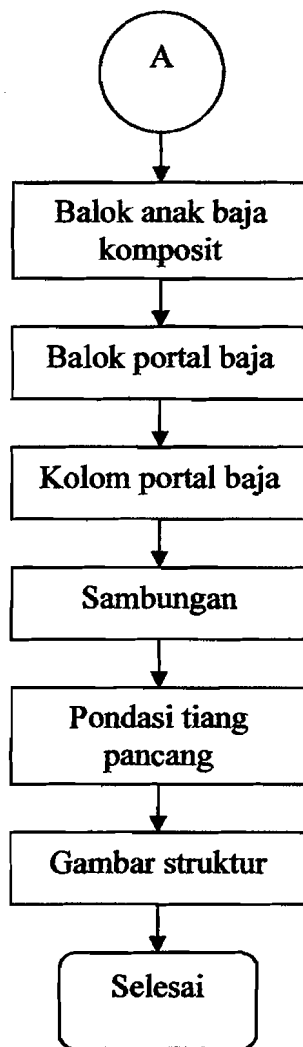 A
Balok anak baja
komposit
Balok portal baja
Kolom portal baja
Sambungan
Pondasi tiang
pancang
Gambar struktur
Selesai